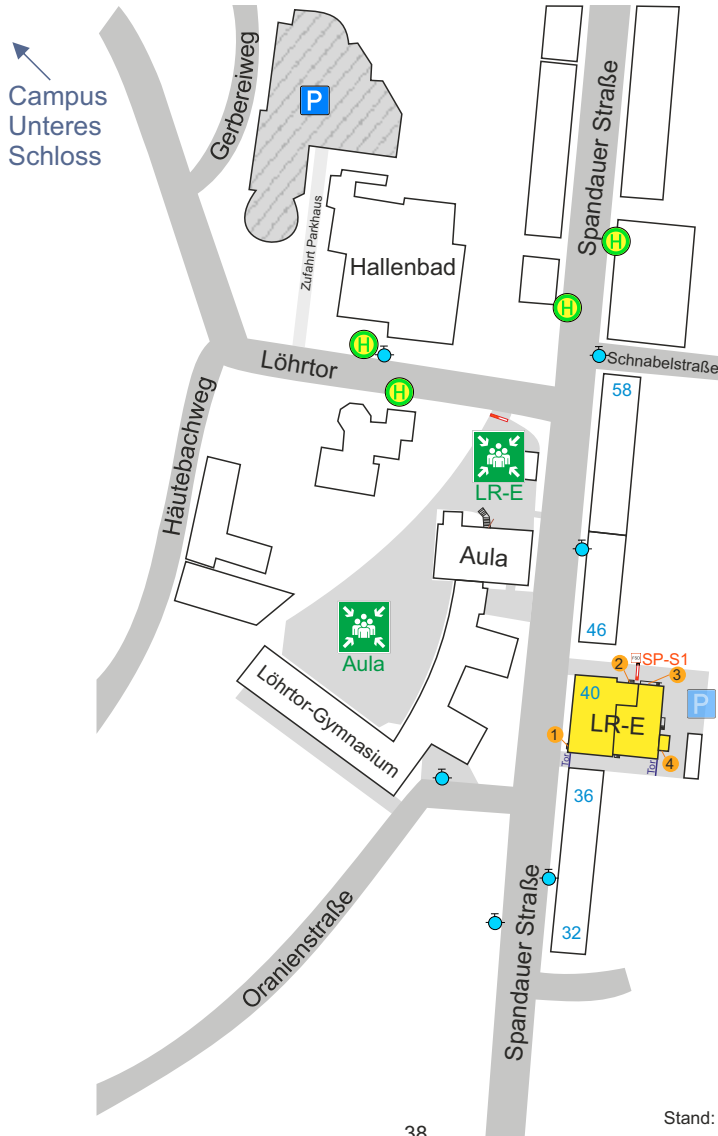 Campus
Unteres
Schloss
Gerbereiweg
P
Zufahrt Parkhaus
Hallenbad
Spandauer Straße
H
H
H
H
Löhrtor
Schnabelstraße
58
Häutebachweg
LR-E
Aula
46
Aula
SP-S1
2
3
40
P
LR-E
1
4
Tor
Tor
Löhrtor-Gymnasium
36
32
Oranienstraße
Spandauer Straße
Stand:
38